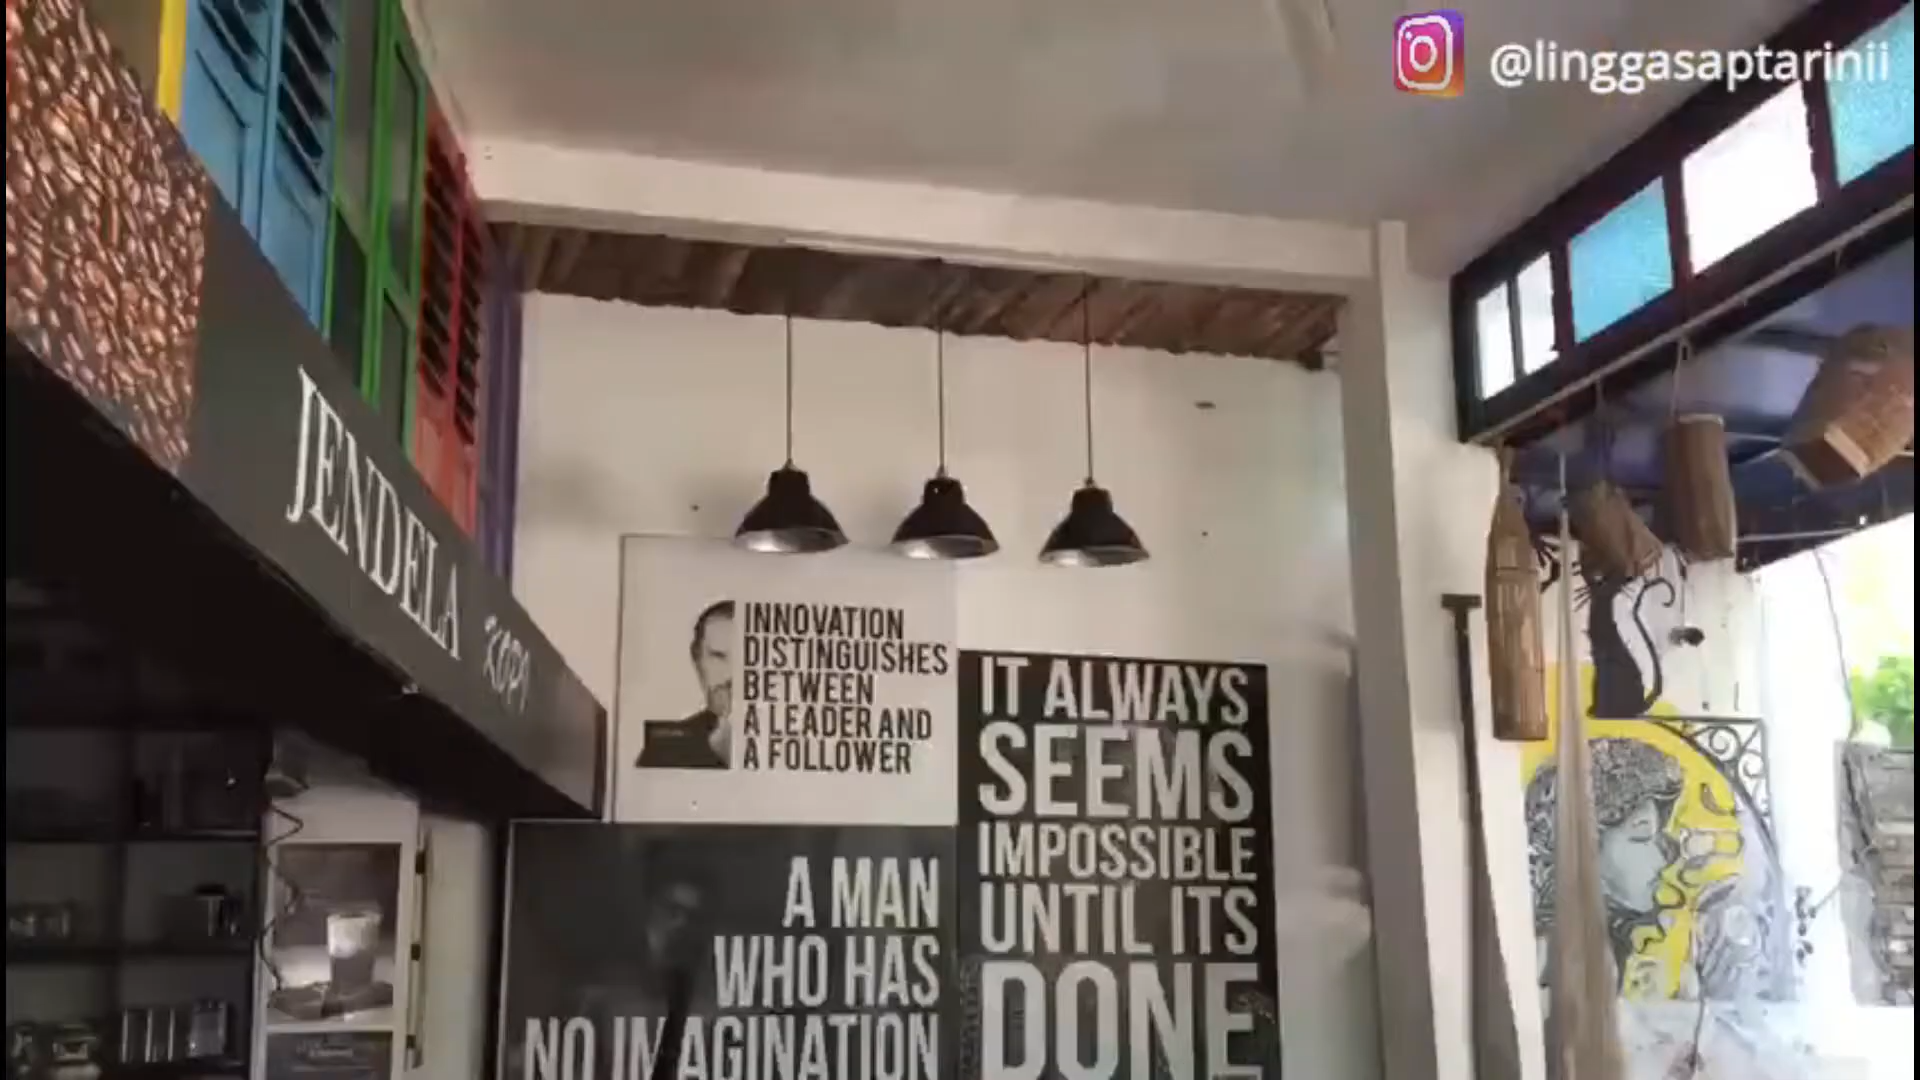 @linggasaptarinii
JENDELA
KOPI
INNOVATION
DISTINGUISHES
BETWEEN
A LEADER AND
A FOLLOWER
IT ALWAYS
SEEMS
IMPOSSIBLE
UNTIL ITS
DONE
A MAN
WHO HAS
NO IMAGINATION